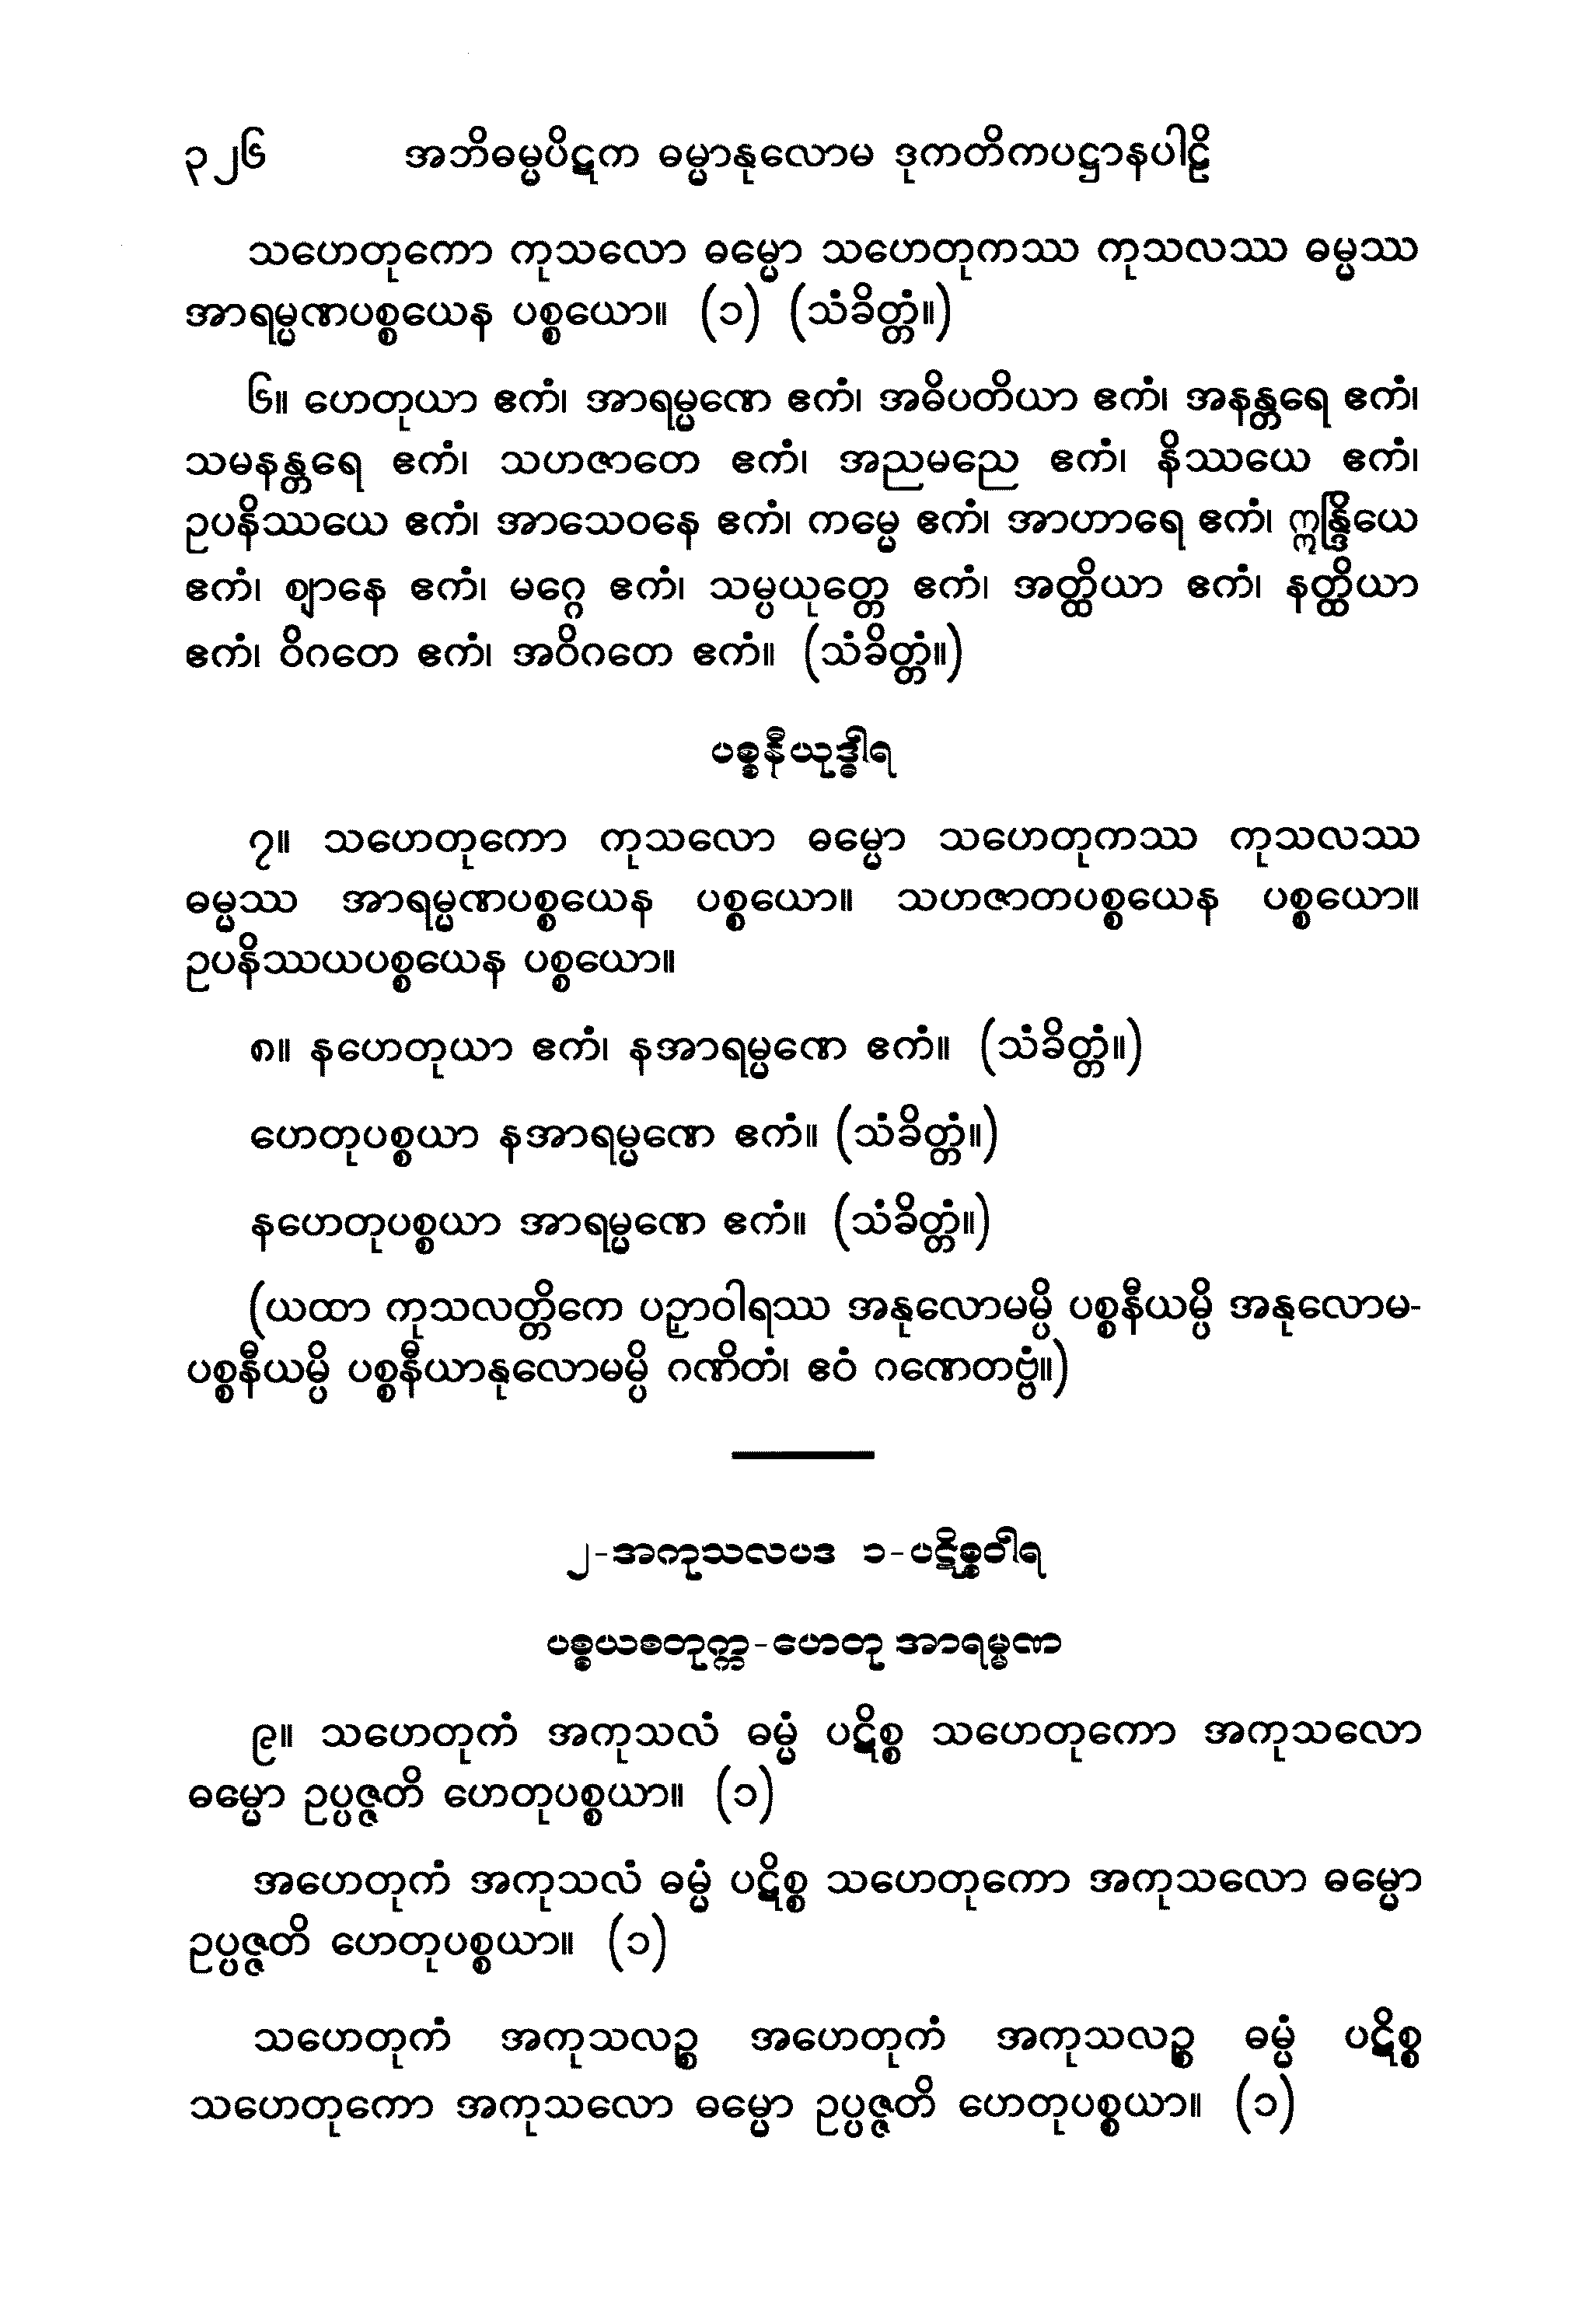 ၃၂၆ အဘိဓမ္မပိဋက ဓမ္မာနုလောမ ဒုကတိကပဋ္ဌာနပါဠိ
သဟေတုကော ကုသလော ဓမ္မော သဟေတုကဿ ကုသလဿ ဓမ္မဿ
အာရမ္မဏပစ္စယေန ပစ္စယော။ (၁) (သံခိတ္တံ။)
၆။ ဟေတုယာ ဧကံ၊ အာရမ္မဏေ ဧကံ၊ အဓိပတိယာ ဧကံ၊ အနန္တရေ ဧကံ၊
သမနန္တရေ ဧကံ၊ သဟဇာတေ ဧကံ၊ အညမညေ ဧကံ၊ နိဿယေ ဧကံ၊
ဥပနိဿယေ ဧကံ၊ အာသေဝနေ ဧကံ၊ ကမ္မေ ဧကံ၊ အာဟာရေ ဧကံ၊ ဣန္ဒြိယေ
ဧကံ၊ ဈာနေ ဧကံ၊ မဂ္ဂေ ဧကံ၊ သမ္ပယုတ္တေ ဧကံ၊ အတ္ထိယာ ဧကံ၊ နတ္ထိယာ
ဧကံ၊ ဝိဂတေ ဧကံ၊ အဝိဂတေ ဧကံ။ (သံခိတ္တံ။)
ပစ္စနီယုဒ္ဓါရ
၇။ သဟေတုကော ကုသလော ဓမ္မော သဟေတုကဿ ကုသလဿ
ဓမ္မဿ အာရမ္မဏပစ္စယေန ပစ္စယော။ သဟဇာတပစ္စယေန ပစ္စယော။
ဥပနိဿယပစ္စယေန ပစ္စယော။
၈။ နဟေတုယာ ဧကံ၊ နအာရမ္မဏေ ဧကံ။ (သံခိတ္တံ။)
ဟေတုပစ္စယာ နအာရမ္မဏေ ဧကံ။ (သံခိတ္တံ။)
နဟေတုပစ္စယာ အာရမ္မဏေ ဧကံ။ (သံခိတ္တံ။)
(ယထာ ကုသလတ္တိကေ ပဉှာဝါရဿ အနုလောမမ္ပိ ပစ္စနီယမ္ပိ အနုလောမ-
ပစ္စနီယမ္ပိ ပစ္စနီယာနုလောမမ္ပိ ဂဏိတံ၊ ဧဝံ ဂဏေတဗ္ဗံ။)
၂-အကုသလပဒ ၁-ပဋိစ္စဝါရ
ပစ္စယစတုက္က-ဟေတု အာရမ္မဏ
၉။ သဟေတုကံ အကုသလံ ဓမ္မံ ပဋိစ္စ သဟေတုကော အကုသလော
ဓမ္မော ဥပ္ပဇ္ဇတိ ဟေတုပစ္စယာ။ (၁)
အဟေတုကံ အကုသလံ ဓမ္မံ ပဋိစ္စ သဟေတုကော အကုသလော ဓမ္မော
ဥပ္ပဇ္ဇတိ ဟေတုပစ္စယာ။ (၁)
သဟေတုကံ အကုသလဉ္စ အဟေတုကံ အကုသလဉ္စ ဓမ္မံ ပဋိစ္စ
သဟေတုကော အကုသလော ဓမ္မော ဥပ္ပဇ္ဇတိ ဟေတုပစ္စယာ။ (၁)